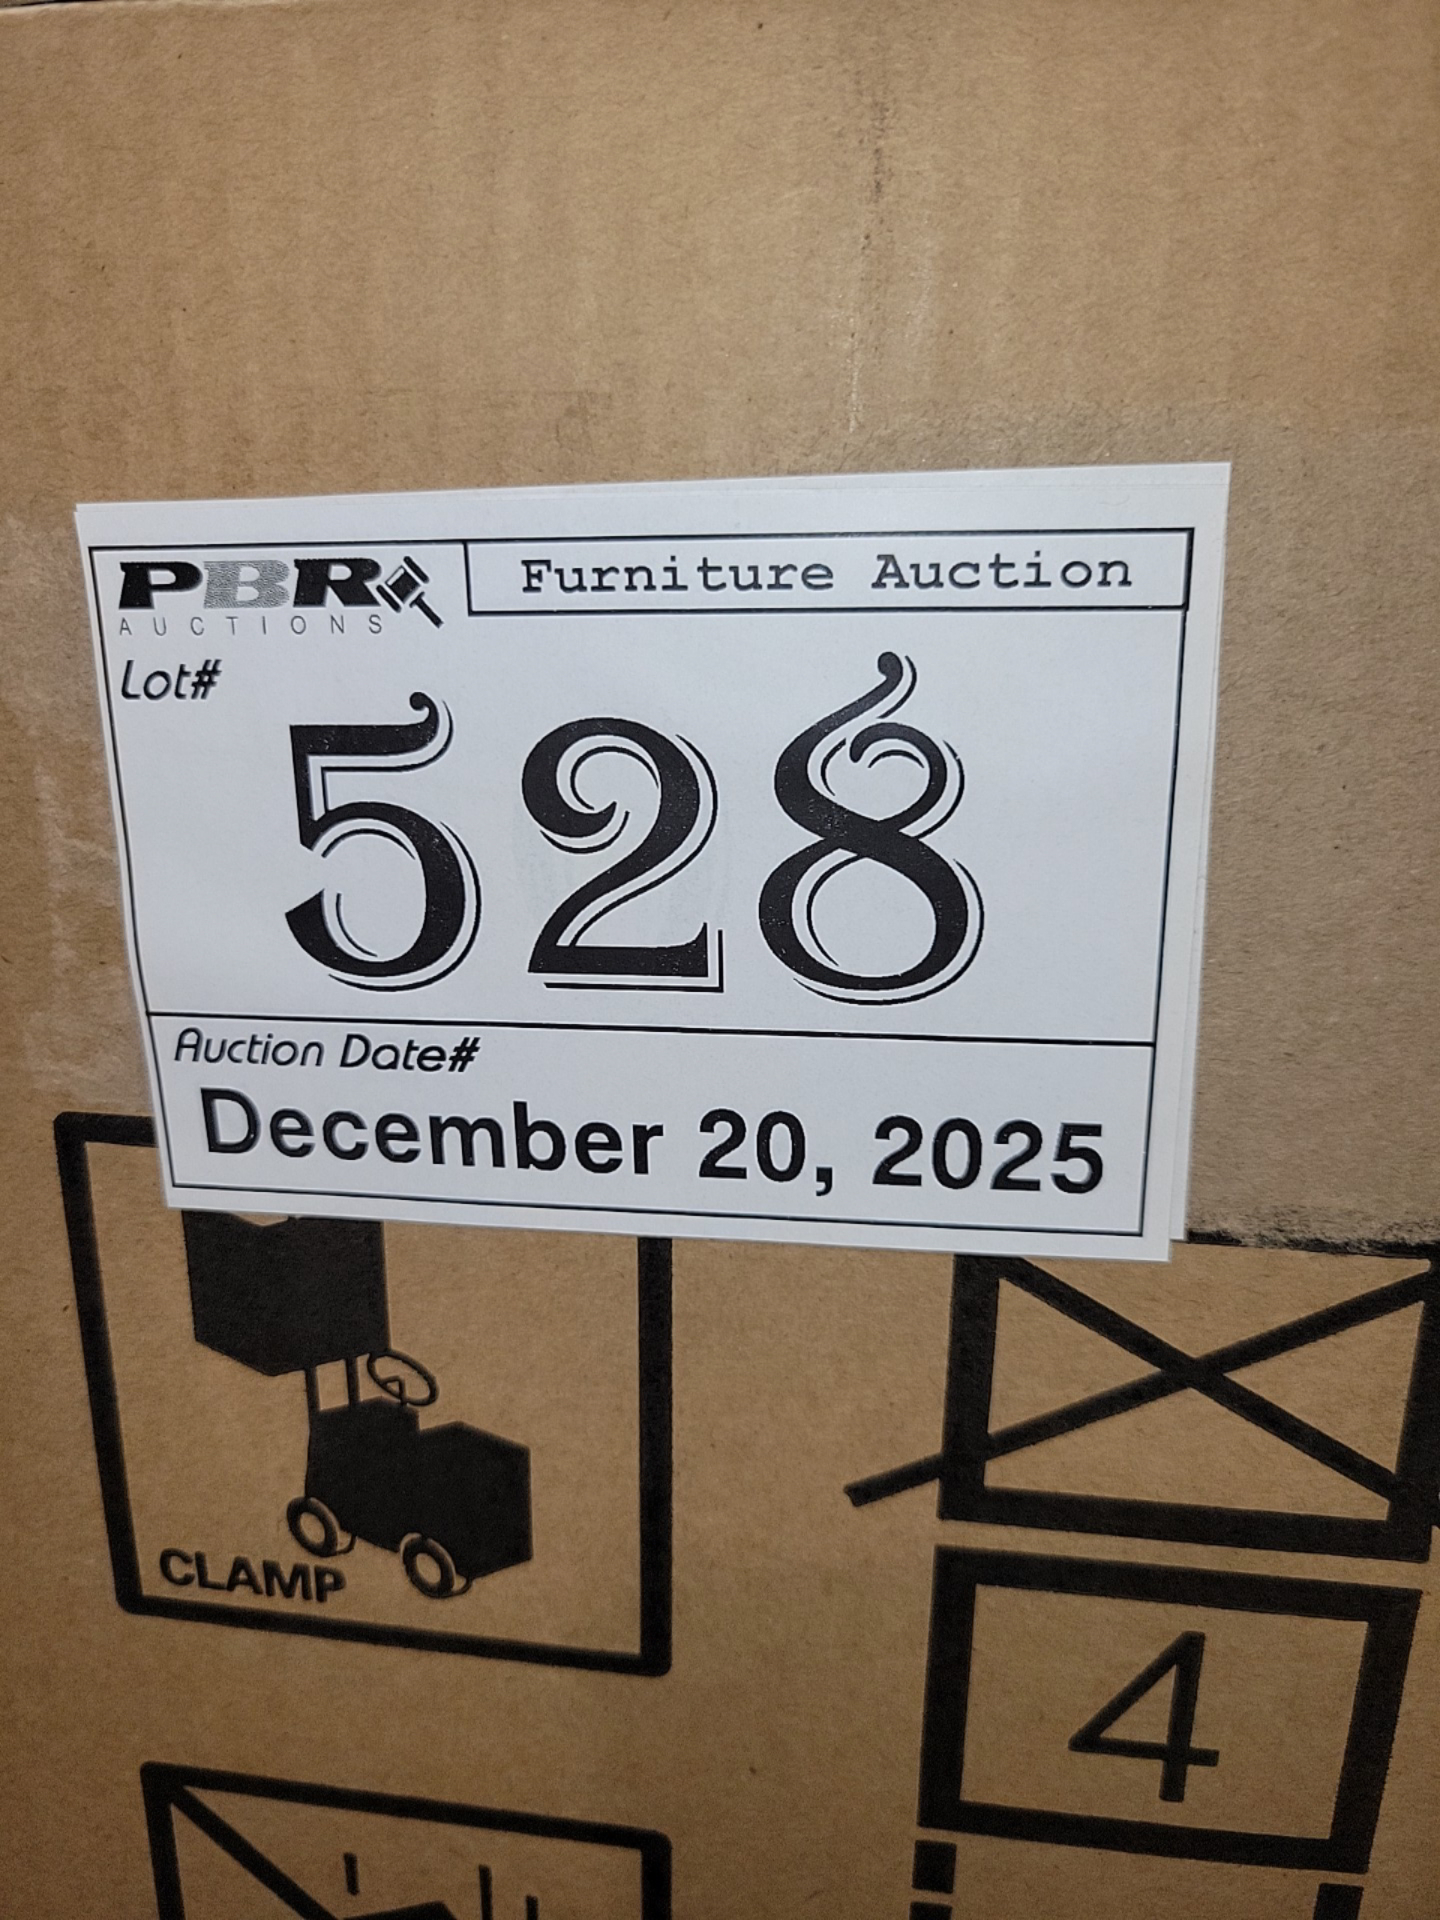 PBR
AUCTIONS
Furniture Auction
Lot#
528
Auction Date#
December 20, 2025
CLAMP
4